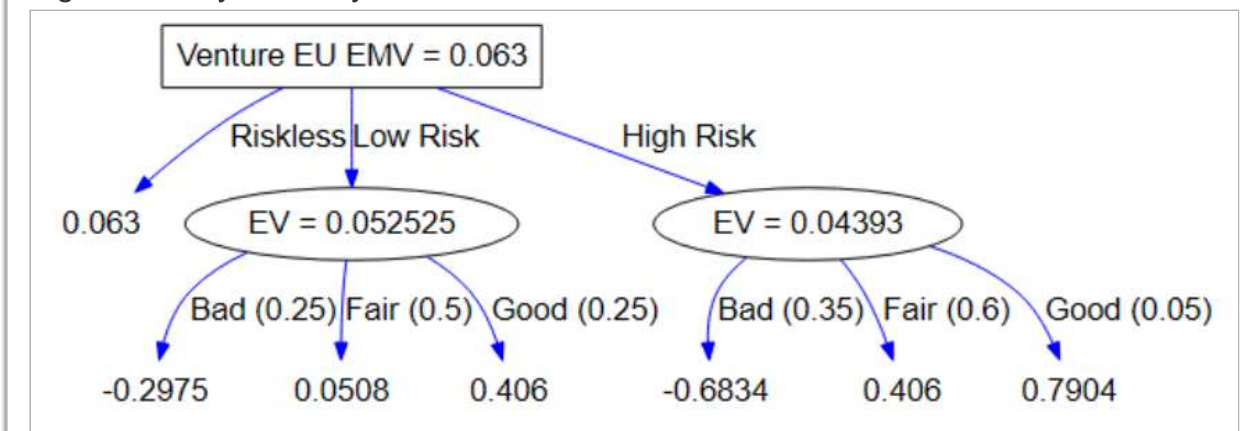 Venture EU EMV = 0.063
Riskless Low Risk High Risk
0.063 EV = 0.052525 EV = 0.04393
Bad (0.25) Fair (0.5) Good (0.25) Bad (0.35) Fair (0.6) Good (0.05)
-0.2975 0.0508 0.406 -0.6834 0.406 0.7904